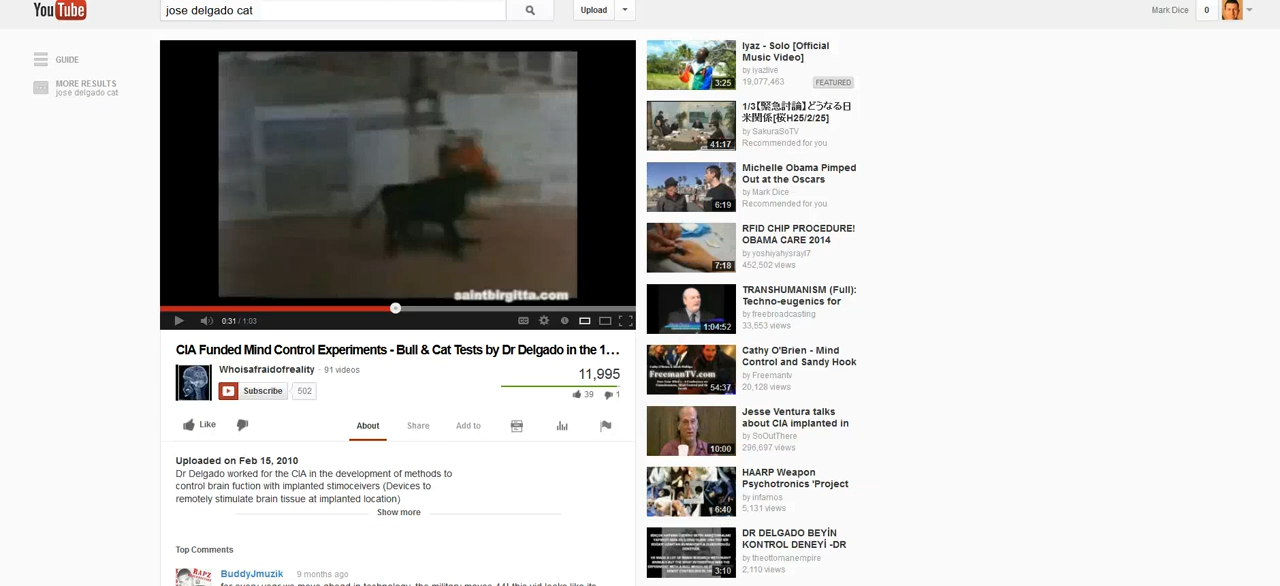 YouTube
jose delgado cat
Upload
Mark Dice
0
GUIDE
MORE RESULTS
jose delgado cat
saintbirgitta.com
0:31 / 1:03
CIA Funded Mind Control Experiments - Bull & Cat Tests by Dr Delgado in the 1...
Whoisafraidofreality · 91 videos
Subscribe
502
11,995
39
1
Like
About
Share
Add to
Uploaded on Feb 15, 2010
Dr Delgado worked for the CIA in the development of methods to
control brain fuction with implanted stimoceivers (Devices to
remotely stimulate brain tissue at implanted location)
Show more
Top Comments
BuddyJmuzik
9 months ago
3:25
Iyaz - Solo [Official
Music Video]
by iyazlive
19,077,463
FEATURED
41:17
1/3【緊急討論】どうなる日
米関係[桜H25/2/25]
by SakuraSoTV
Recommended for you
6:19
Michelle Obama Pimped
Out at the Oscars
by Mark Dice
Recommended for you
7:18
RFID CHIP PROCEDURE!
OBAMA CARE 2014
by yoshiyahysrayl7
452,502 views
1:04:52
TRANSHUMANISM (Full):
Techno-eugenics for
by freebroadcasting
33,553 views
FreemanTV.com
54:37
Cathy O'Brien - Mind
Control and Sandy Hook
by Freemantv
20,128 views
10:00
Jesse Ventura talks
about CIA implanted in
by SoOutThere
296,697 views
6:40
HAARP Weapon
Psychotronics 'Project
by infamos
5,131 views
3:10
DR DELGADO BEYİN
KONTROL DENEYİ -DR
by theottomanempire
2,110 views